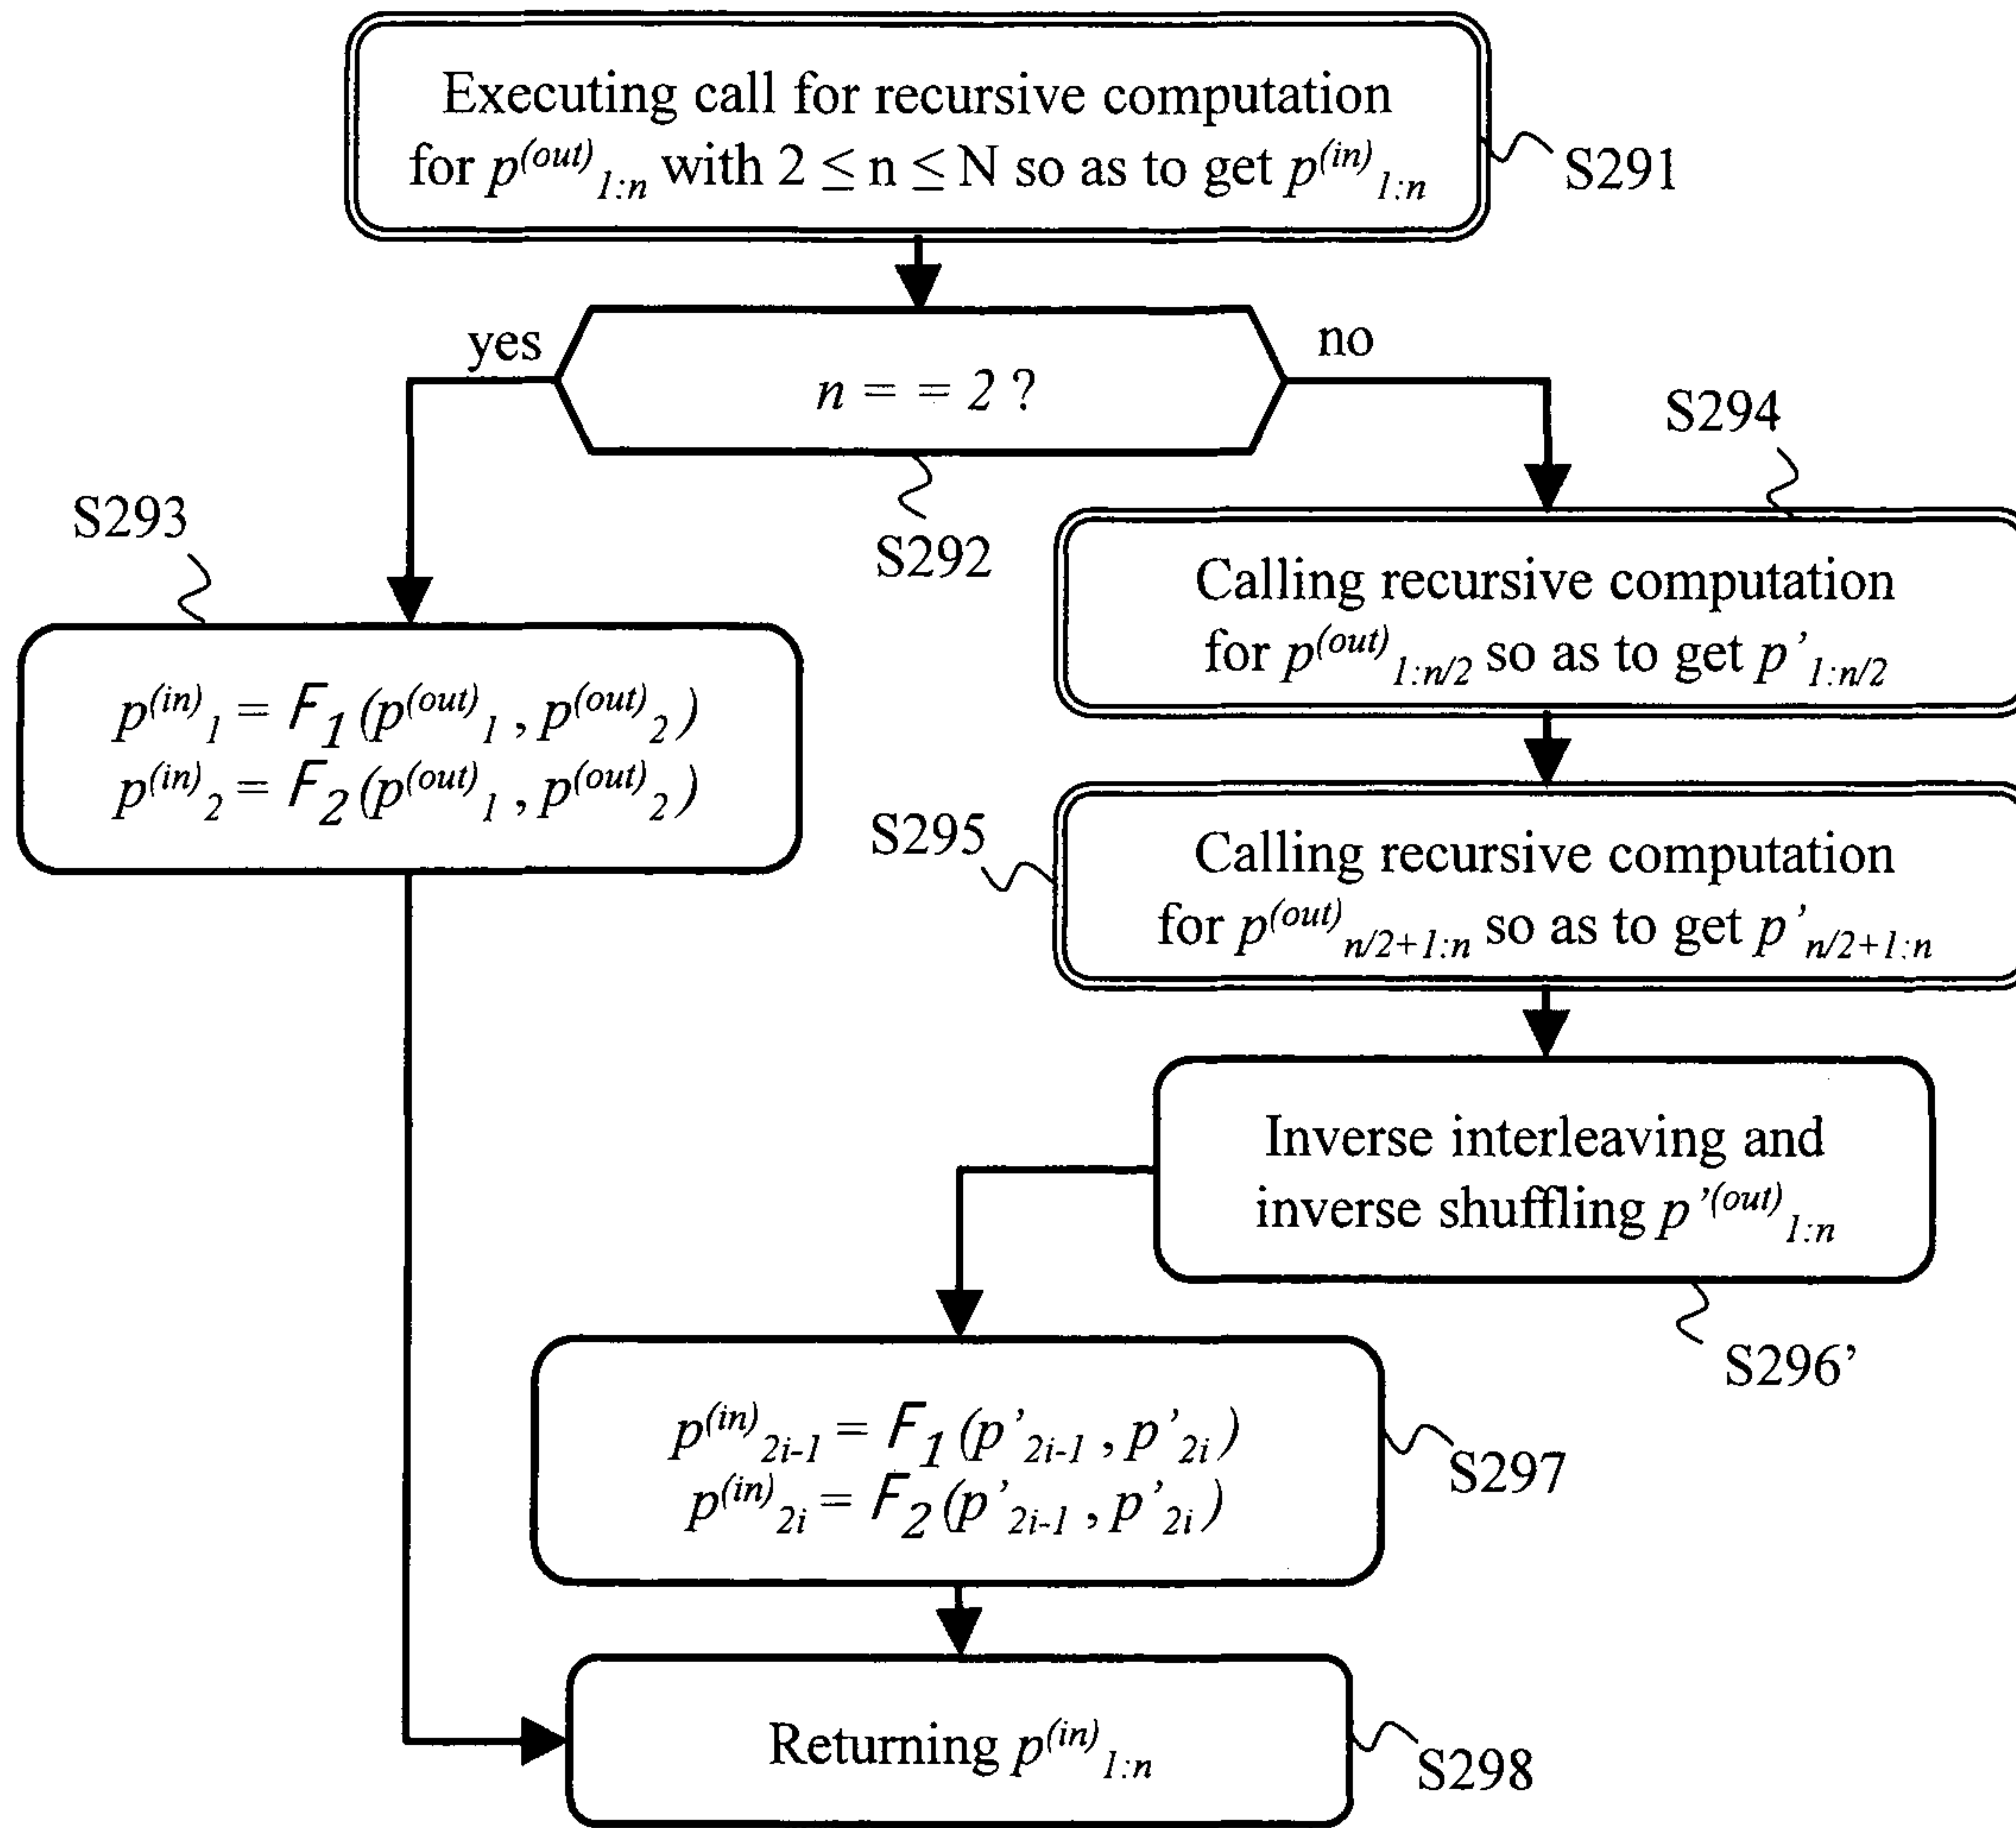 Executing call for recursive computation
for p^(out)_1:n with 2 ≤ n ≤ N so as to get p^(in)_1:n
S291
yes
no
n = = 2 ?
S292
S294
S293
Calling recursive computation
for p^(out)_1:n/2 so as to get p’_1:n/2
p^(in)_1 = F_1(p^(out)_1 , p^(out)_2)
p^(in)_2 = F_2(p^(out)_1 , p^(out)_2)
S295
Calling recursive computation
for p^(out)_n/2+1:n so as to get p’_n/2+1:n
Inverse interleaving and
inverse shuffling p’^(out)_1:n
S296’
p^(in)_2i-1 = F_1(p’_2i-1 , p’_2i)
p^(in)_2i = F_2(p’_2i-1 , p’_2i)
S297
Returning p^(in)_1:n
S298